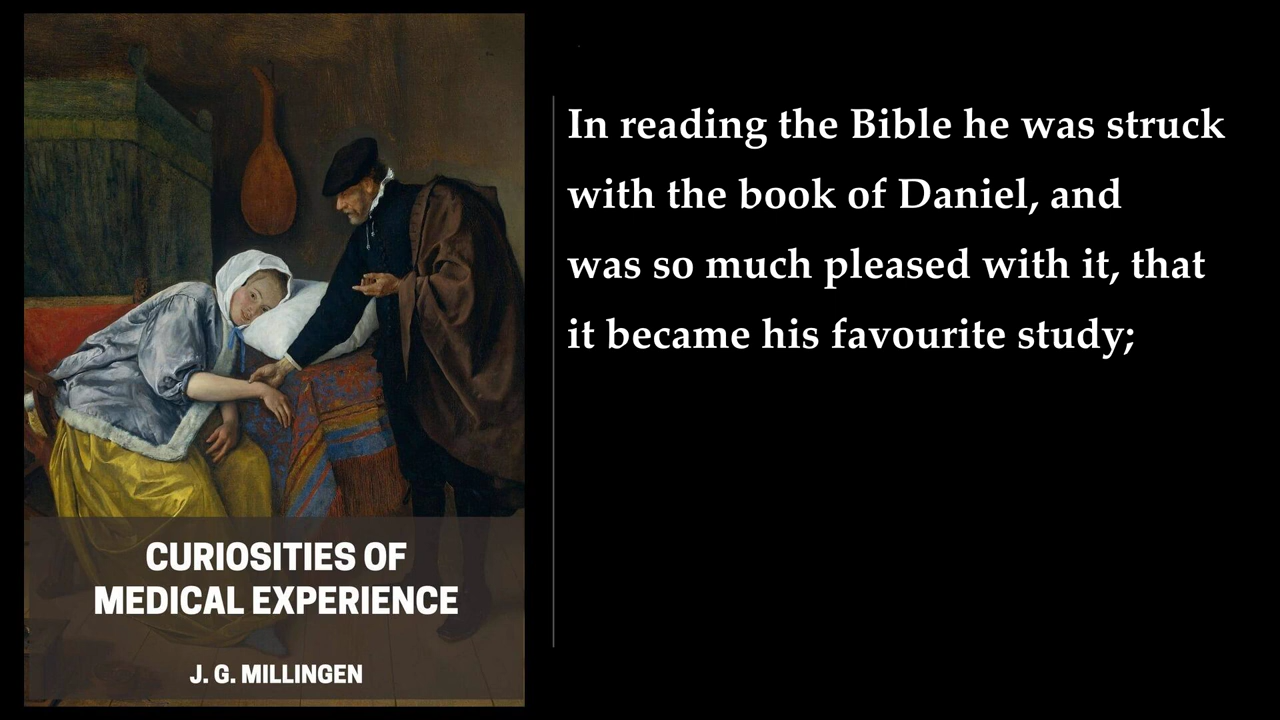 In reading the Bible he was struck
with the book of Daniel, and
was so much pleased with it, that
it became his favourite study;
CURIOSITIES OF
MEDICAL EXPERIENCE
J. G. MILLINGEN